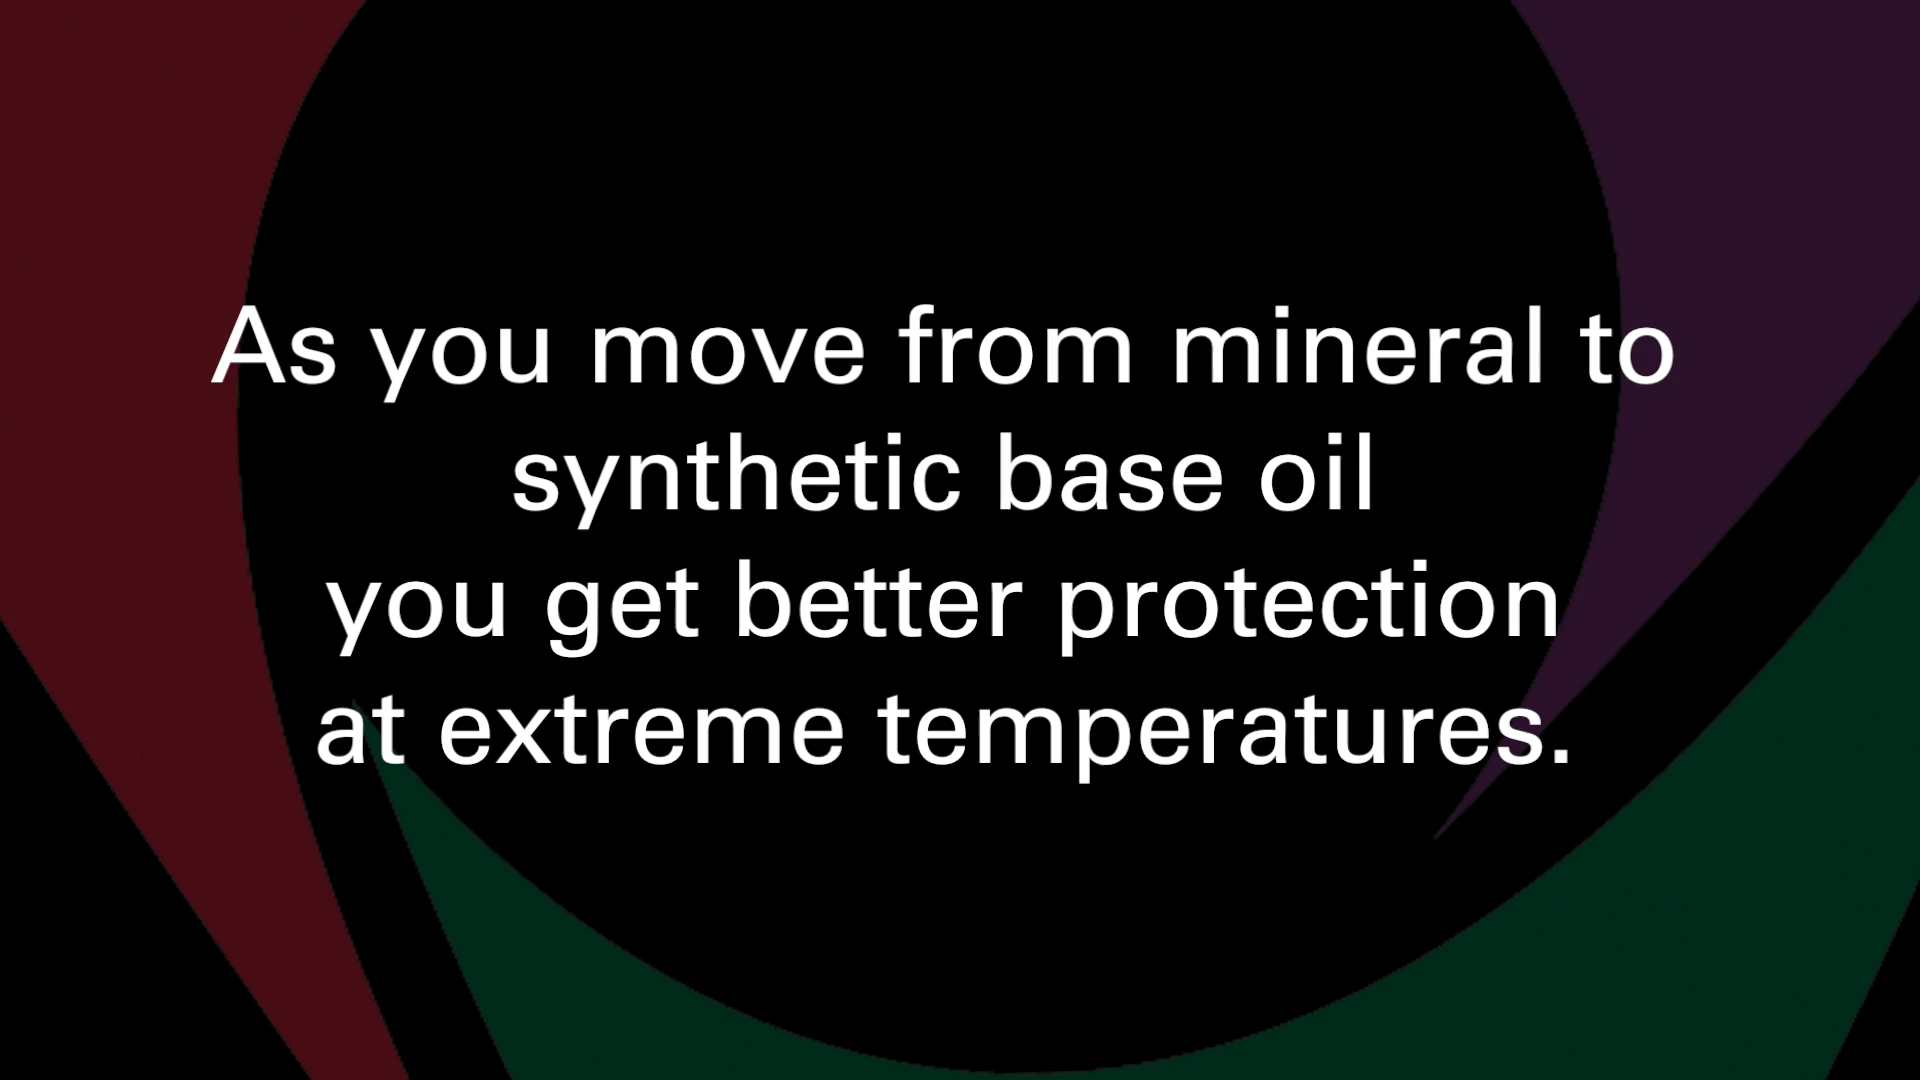 As you move from mineral to
synthetic base oil
you get better protection
at extreme temperatures.